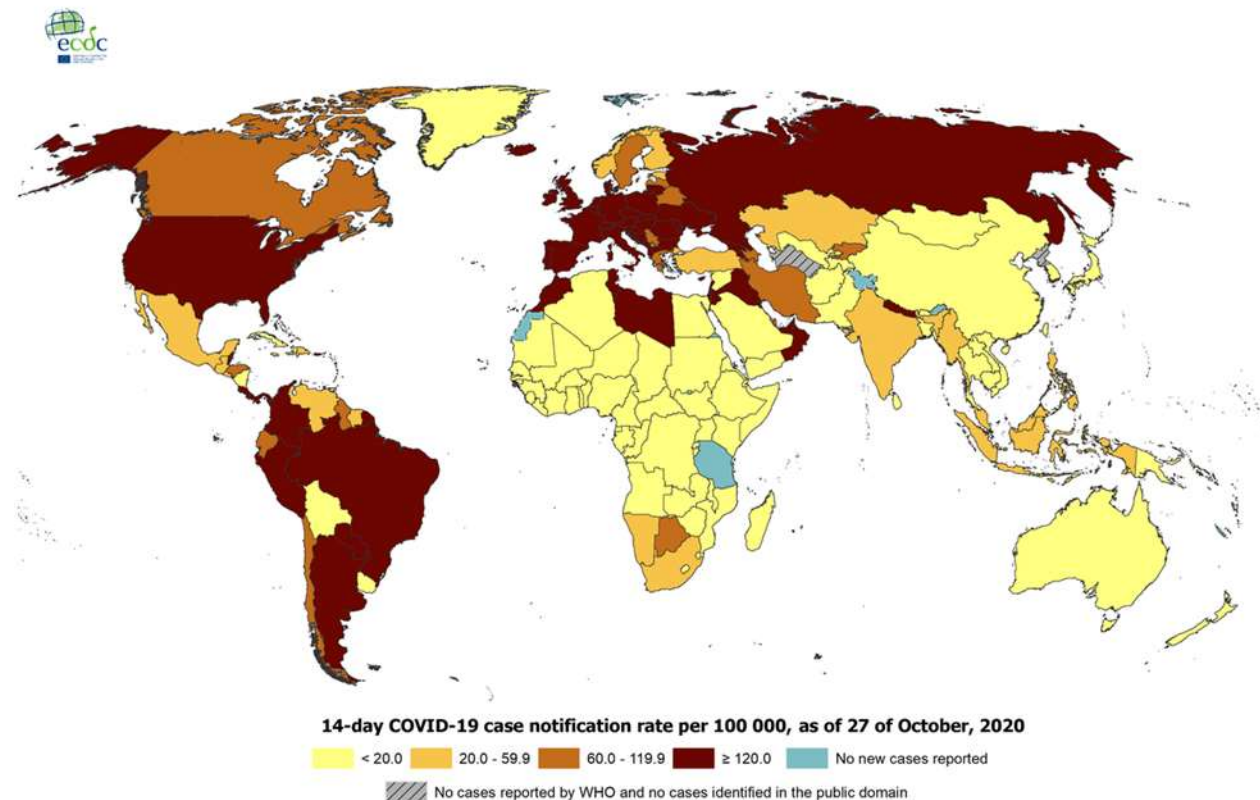 ecdc
14-day COVID-19 case notification rate per 100 000, as of 27 of October, 2020
< 20.0 20.0 - 59.9 60.0 - 119.9 ≥ 120.0 No new cases reported
No cases reported by WHO and no cases identified in the public domain